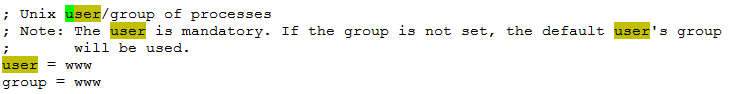 ; Unix user/group of processes
; Note: The user is mandatory. If the group is not set, the default user's group
;       will be used.
user = www
group = www